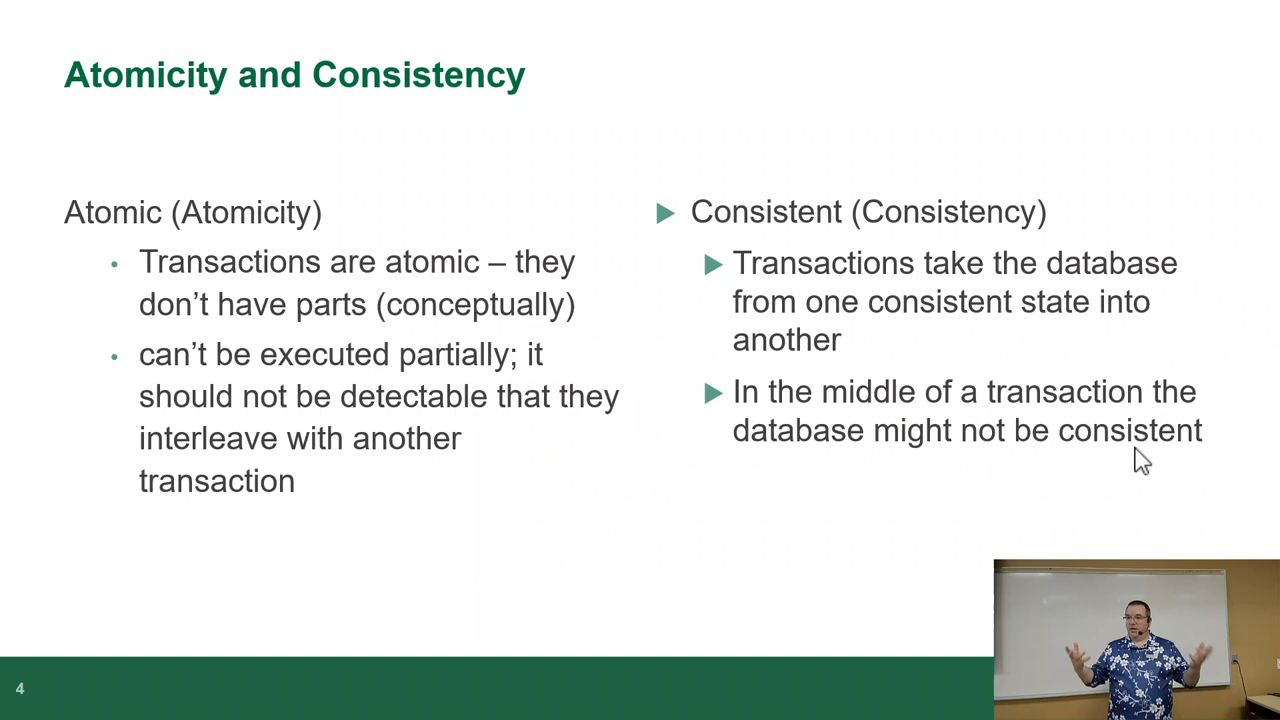 Atomicity and Consistency
Atomic (Atomicity)
• Transactions are atomic – they
don’t have parts (conceptually)
• can’t be executed partially; it
should not be detectable that they
interleave with another
transaction
Consistent (Consistency)
Transactions take the database
from one consistent state into
another
In the middle of a transaction the
database might not be consistent
4